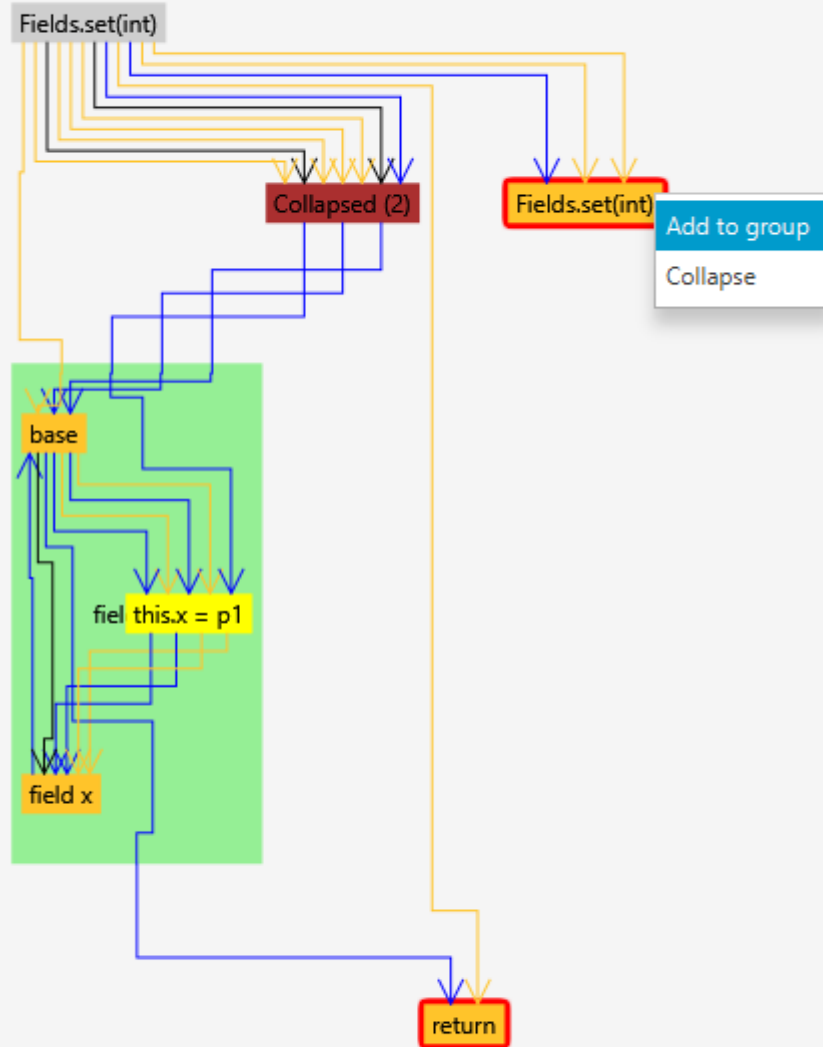 Fields.set(int)
Collapsed (2)
Fields.set(int)
Add to group
Collapse
base
fiel
this.x = p1
field x
return